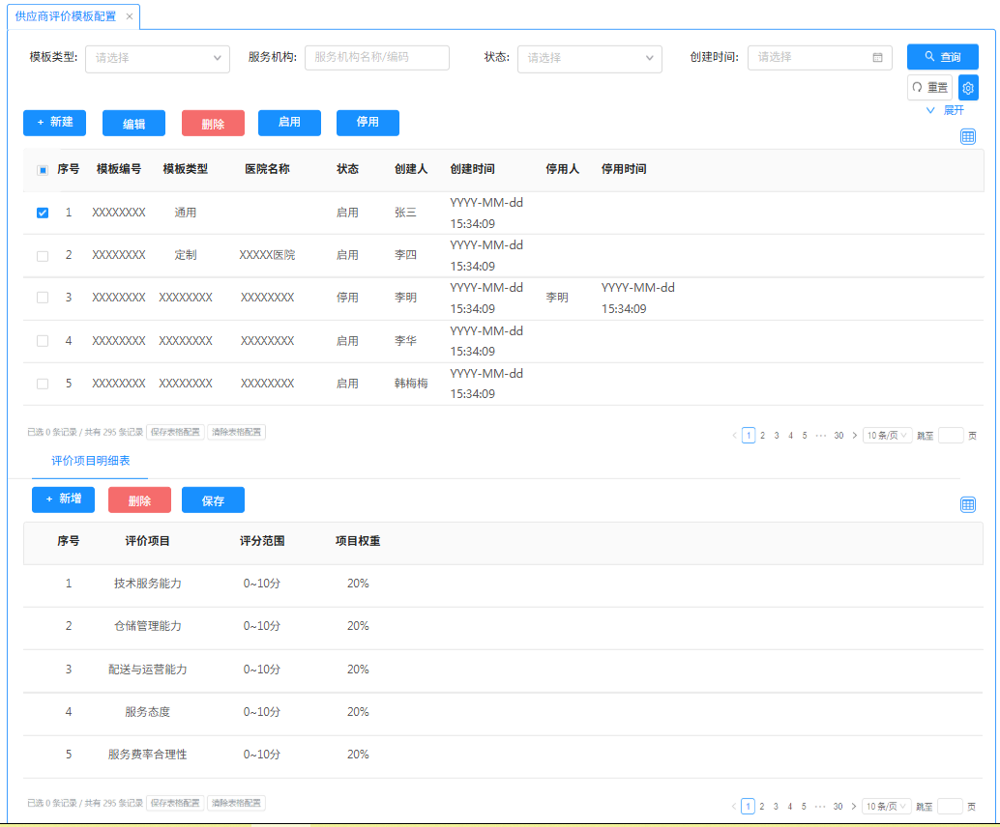 供应商评价模板配置 ×
模板类型: 请选择 服务机构: 服务机构名称/编码 状态: 请选择 创建时间: 请选择 查询
重置
展开
+ 新建 编辑 删除 启用 停用
序号 模板编号 模板类型 医院名称 状态 创建人 创建时间 停用人 停用时间
1 XXXXXXXX 通用 启用 张三 YYYY-MM-dd 15:34:09
2 XXXXXXXX 定制 XXXXX医院 启用 李四 YYYY-MM-dd 15:34:09
3 XXXXXXXX XXXXXXXX XXXXXXXX 停用 李明 YYYY-MM-dd 15:34:09 李明 YYYY-MM-dd 15:34:09
4 XXXXXXXX XXXXXXXX XXXXXXXX 启用 李华 YYYY-MM-dd 15:34:09
5 XXXXXXXX XXXXXXXX XXXXXXXX 启用 韩梅梅 YYYY-MM-dd 15:34:09
已选 0 条记录 / 共有 295 条记录 保存表格配置 清除表格配置 < 1 2 3 4 5 ··· 30 > 10 条/页 跳至 页
评价项目明细表
+ 新增 删除 保存
序号 评价项目 评分范围 项目权重
1 技术服务能力 0~10分 20%
2 仓储管理能力 0~10分 20%
3 配送与运营能力 0~10分 20%
4 服务态度 0~10分 20%
5 服务费率合理性 0~10分 20%
已选 0 条记录 / 共有 295 条记录 保存表格配置 清除表格配置 < 1 2 3 4 5 ··· 30 > 10 条/页 跳至 页